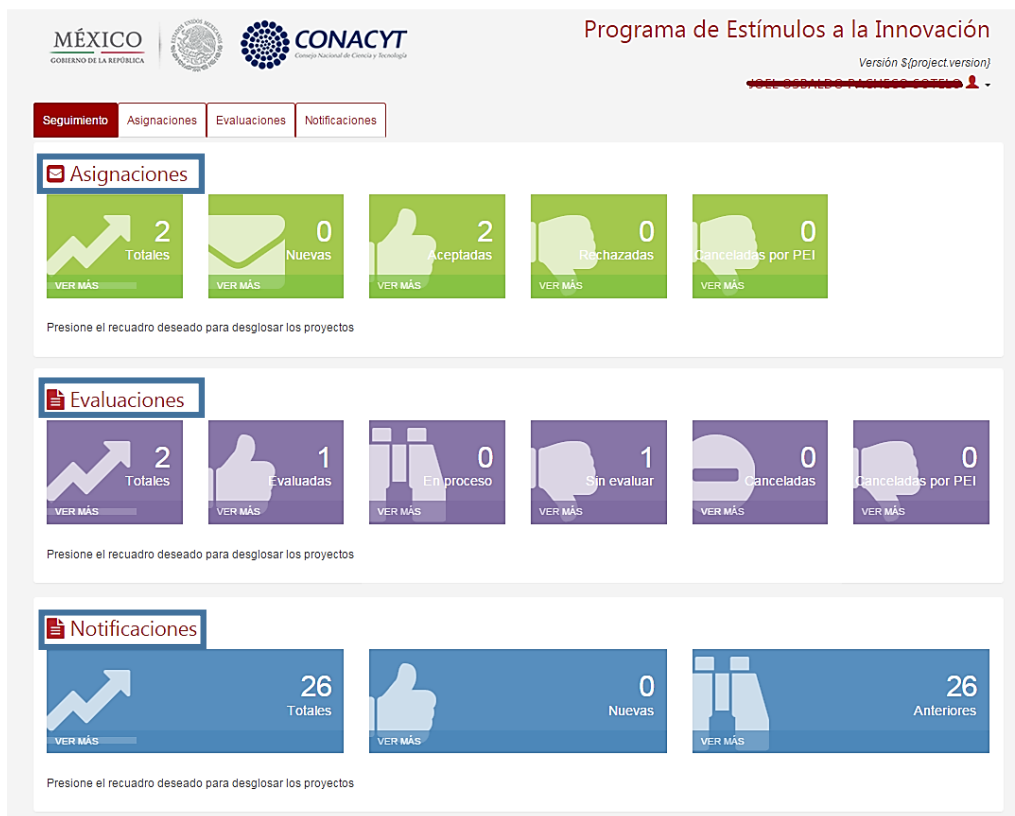 MÉXICO
GOBIERNO DE LA REPÚBLICA
ESTADOS UNIDOS MEXICANOS
CONACYT
Consejo Nacional de Ciencia y Tecnología
Programa de Estímulos a la Innovación
Versión ${project.version}
Seguimiento Asignaciones Evaluaciones Notificaciones
Asignaciones
2 0 2 0 0
Totales Nuevas Aceptadas Rechazadas Canceladas por PEI
VER MÁS VER MÁS VER MÁS VER MÁS VER MÁS
Presione el recuadro deseado para desglosar los proyectos
Evaluaciones
2 1 0 1 0 0
Totales Evaluadas En proceso Sin evaluar Canceladas Canceladas por PEI
VER MÁS VER MÁS VER MÁS VER MÁS VER MÁS VER MÁS
Presione el recuadro deseado para desglosar los proyectos
Notificaciones
26 0 26
Totales Nuevas Anteriores
VER MÁS VER MÁS VER MÁS
Presione el recuadro deseado para desglosar los proyectos